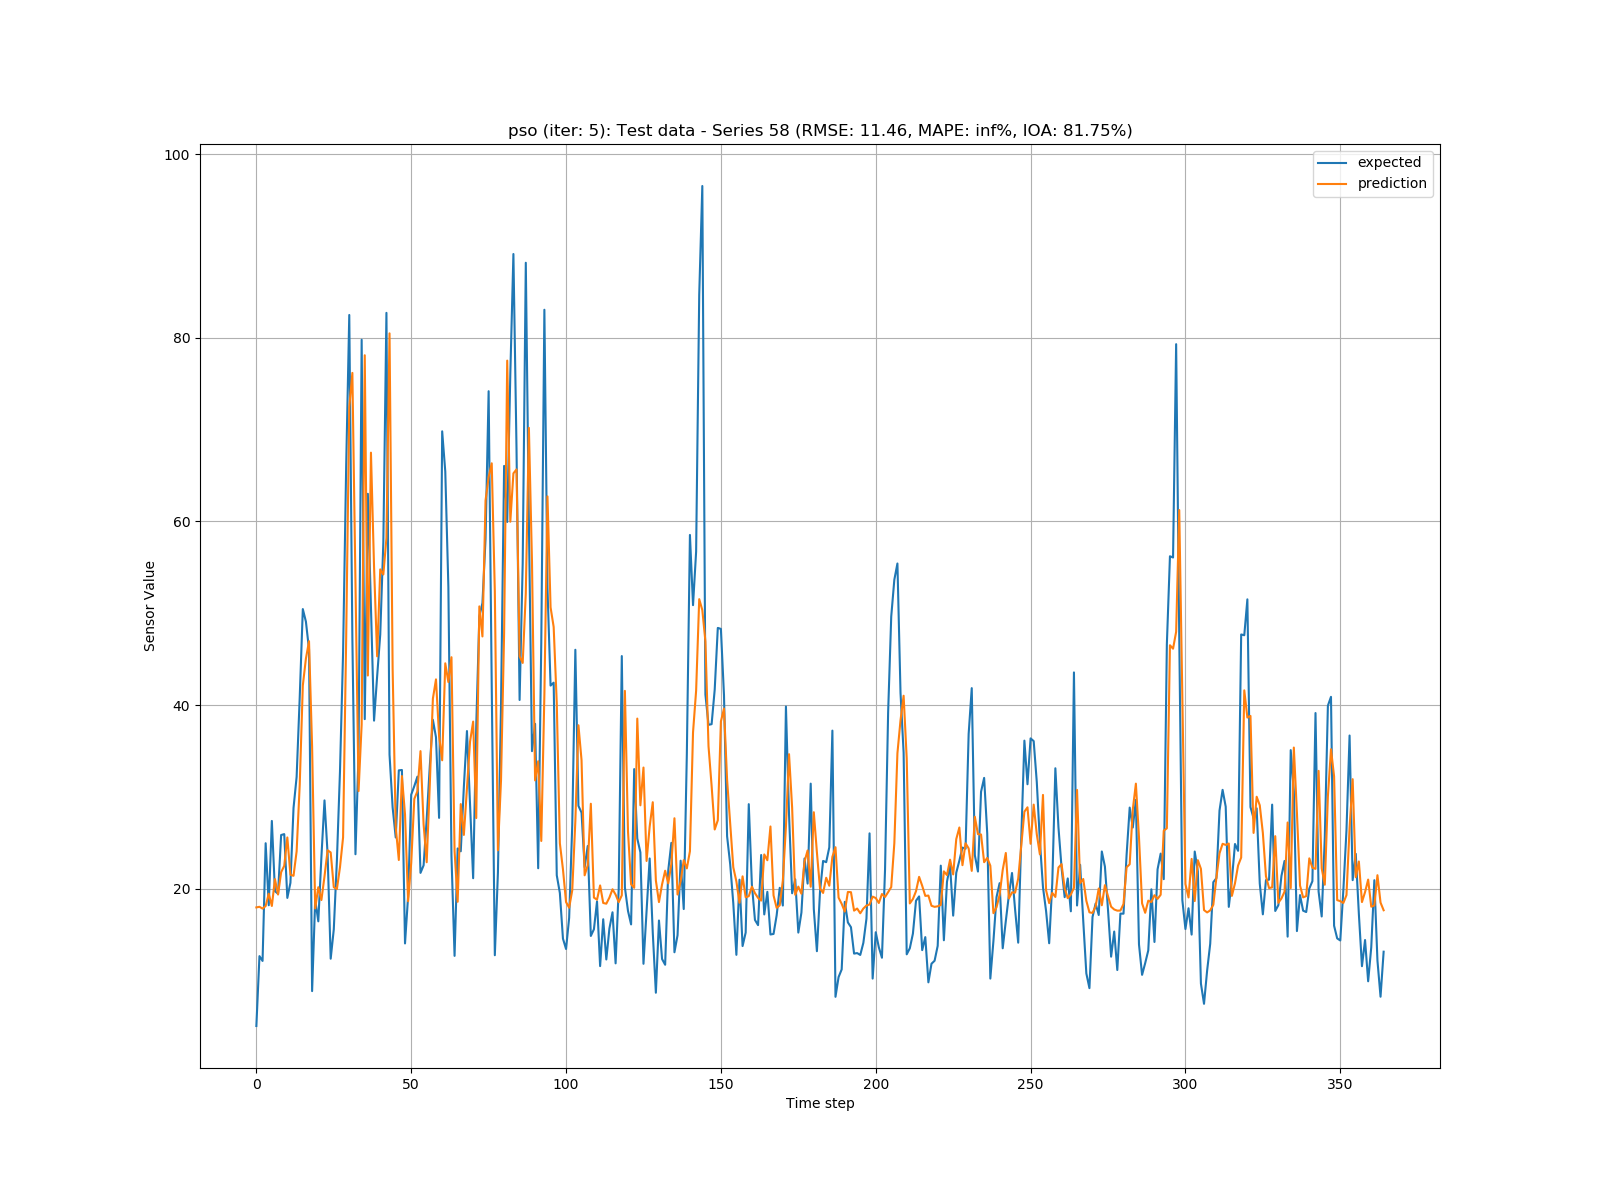 pso (iter: 5): Test data - Series 58 (RMSE: 11.46, MAPE: inf%, IOA: 81.75%)
expected
prediction
100
80
60
40
20
Sensor Value
0
50
100
150
200
250
300
350
Time step